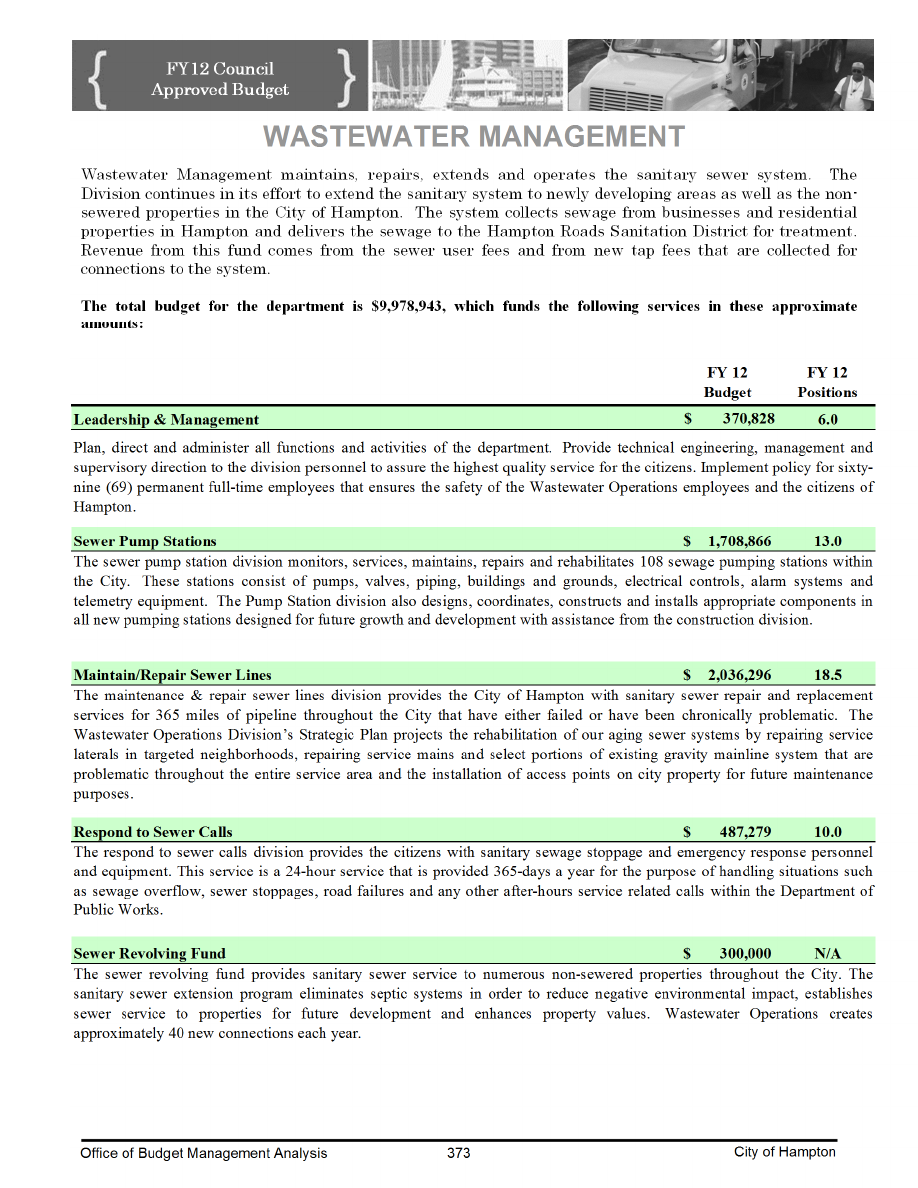 FY12 Council
Approved Budget
WASTEWATER MANAGEMENT
Wastewater Management maintains, repairs, extends and operates the sanitary sewer system. The
Division continues in its effort to extend the sanitary system to newly developing areas as well as the non-
sewered properties in the City of Hampton. The system collects sewage from businesses and residential
properties in Hampton and delivers the sewage to the Hampton Roads Sanitation District for treatment.
Revenue from this fund comes from the sewer user fees and from new tap fees that are collected for
connections to the system.
The total budget for the department is $9,978,943, which funds the following services in these approximate
amounts:
FY 12 FY 12
Budget Positions
Leadership & Management $ 370,828 6.0
Plan, direct and administer all functions and activities of the department. Provide technical engineering, management and
supervisory direction to the division personnel to assure the highest quality service for the citizens. Implement policy for sixty-
nine (69) permanent full-time employees that ensures the safety of the Wastewater Operations employees and the citizens of
Hampton.
Sewer Pump Stations $ 1,708,866 13.0
The sewer pump station division monitors, services, maintains, repairs and rehabilitates 108 sewage pumping stations within
the City. These stations consist of pumps, valves, piping, buildings and grounds, electrical controls, alarm systems and
telemetry equipment. The Pump Station division also designs, coordinates, constructs and installs appropriate components in
all new pumping stations designed for future growth and development with assistance from the construction division.
Maintain/Repair Sewer Lines $ 2,036,296 18.5
The maintenance & repair sewer lines division provides the City of Hampton with sanitary sewer repair and replacement
services for 365 miles of pipeline throughout the City that have either failed or have been chronically problematic. The
Wastewater Operations Division's Strategic Plan projects the rehabilitation of our aging sewer systems by repairing service
laterals in targeted neighborhoods, repairing service mains and select portions of existing gravity mainline system that are
problematic throughout the entire service area and the installation of access points on city property for future maintenance
purposes.
Respond to Sewer Calls $ 487,279 10.0
The respond to sewer calls division provides the citizens with sanitary sewage stoppage and emergency response personnel
and equipment. This service is a 24-hour service that is provided 365-days a year for the purpose of handling situations such
as sewage overflow, sewer stoppages, road failures and any other after-hours service related calls within the Department of
Public Works.
Sewer Revolving Fund $ 300,000 N/A
The sewer revolving fund provides sanitary sewer service to numerous non-sewered properties throughout the City. The
sanitary sewer extension program eliminates septic systems in order to reduce negative environmental impact, establishes
sewer service to properties for future development and enhances property values. Wastewater Operations creates
approximately 40 new connections each year.
Office of Budget Management Analysis 373 City of Hampton